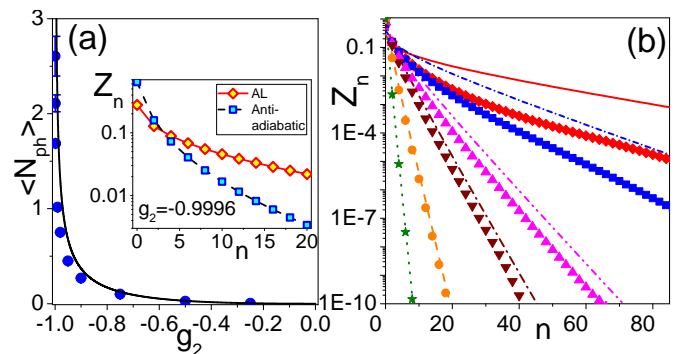 (a)
<N_ph>
3
2
1
0
-1.0 -0.8 -0.6 -0.4 -0.2 0.0
g_2
Z_n
AL
Anti-
adiabatic
0.1
0.01
g_2=-0.9996
0 5 10 15 20
n
(b)
Z_n
0.1
1E-4
1E-7
1E-10
0 20 40 60 80
n